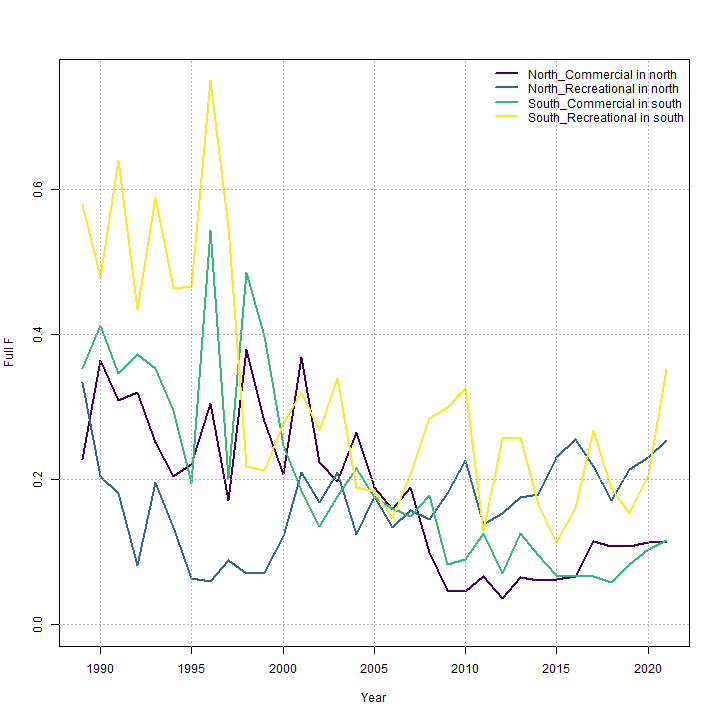 North_Commercial in north
North_Recreational in north
South_Commercial in south
South_Recreational in south
0.6
0.4
0.2
0.0
Full F
1990 1995 2000 2005 2010 2015 2020
Year